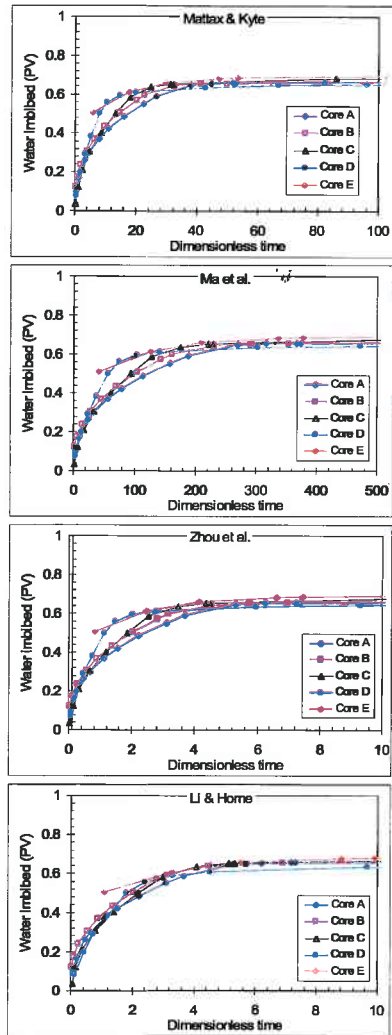 Mattax & Kyte
1
0.8
0.6
0.4
0.2
0
Water Imbibed (PV)
Core A
Core B
Core C
Core D
Core E
0 20 40 60 80 100
Dimensionless time
Ma et al.
1
0.8
0.6
0.4
0.2
0
Water Imbibed (PV)
Core A
Core B
Core C
Core D
Core E
0 100 200 300 400 500
Dimensionless time
Zhou et al.
1
0.8
0.6
0.4
0.2
0
Water Imbibed (PV)
Core A
Core B
Core C
Core D
Core E
0 2 4 6 8 10
Dimensionless time
Li & Horne
1
0.8
0.6
0.4
0.2
0
Water Imbibed (PV)
Core A
Core B
Core C
Core D
Core E
0 2 4 6 8 10
Dimensionless time